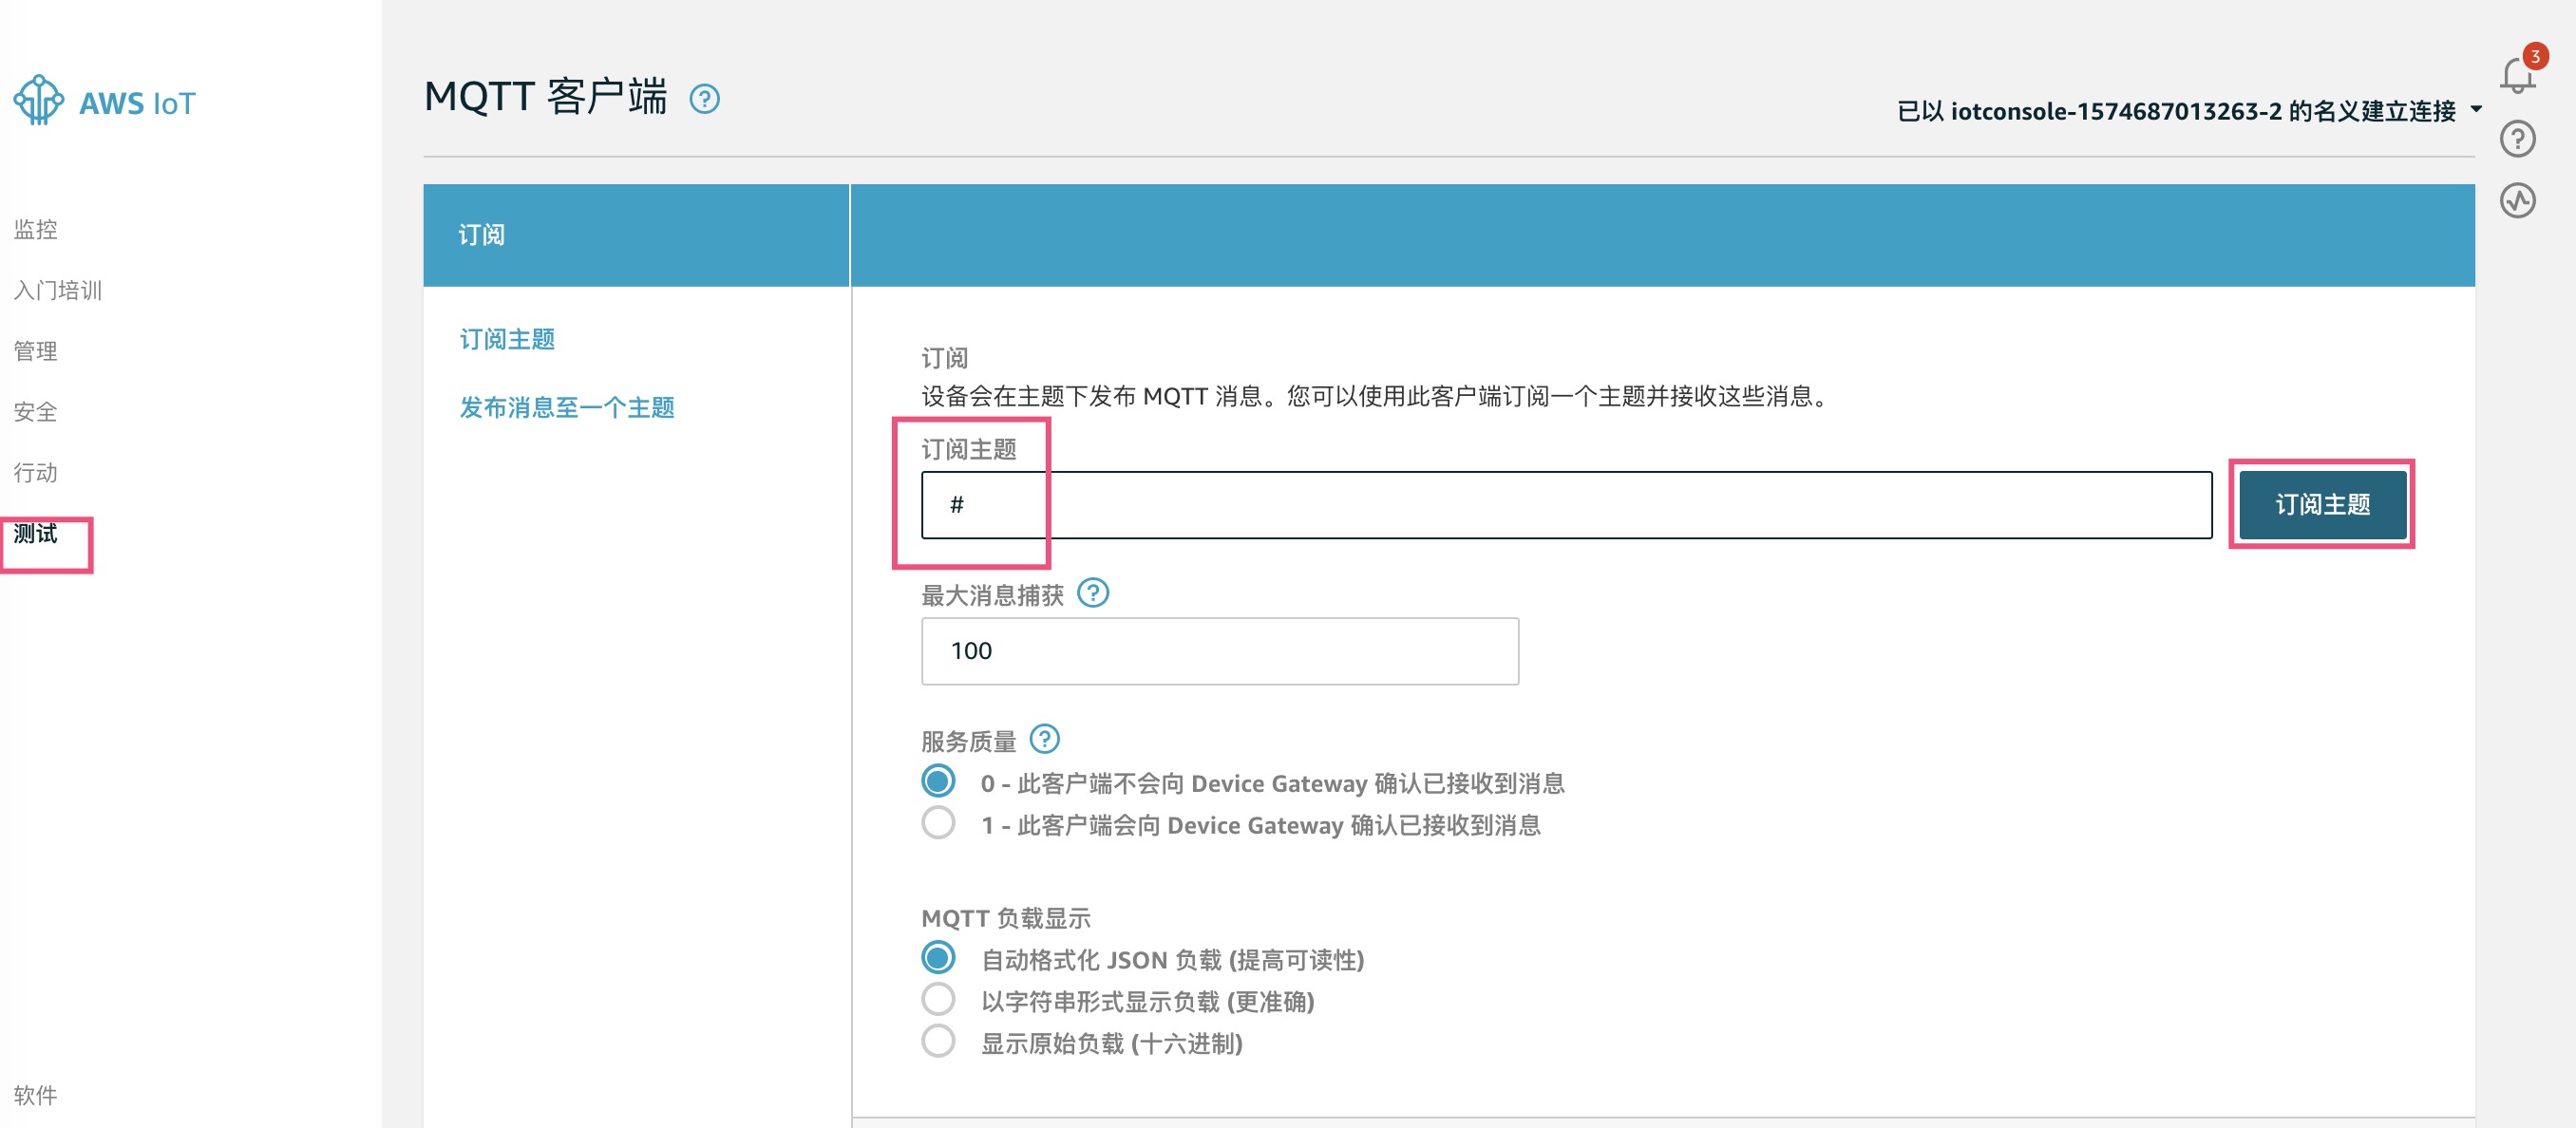 AWS IoT
监控
入门培训
管理
安全
行动
测试
软件
MQTT 客户端 ?
已以 iotconsole-1574687013263-2 的名义建立连接
3
?
订阅
订阅主题
发布消息至一个主题
订阅
设备会在主题下发布 MQTT 消息。您可以使用此客户端订阅一个主题并接收这些消息。
订阅主题
#
订阅主题
最大消息捕获 ?
100
服务质量 ?
0 - 此客户端不会向 Device Gateway 确认已接收到消息
1 - 此客户端会向 Device Gateway 确认已接收到消息
MQTT 负载显示
自动格式化 JSON 负载 (提高可读性)
以字符串形式显示负载 (更准确)
显示原始负载 (十六进制)